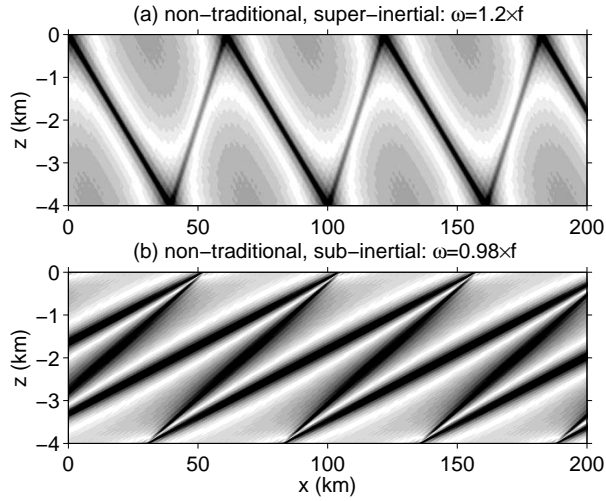 (a) non−traditional, super−inertial: ω=1.2×f
0
−1
−2
−3
−4
z (km)
0 50 100 150 200
(b) non−traditional, sub−inertial: ω=0.98×f
0
−1
−2
−3
−4
z (km)
0 50 100 150 200
x (km)